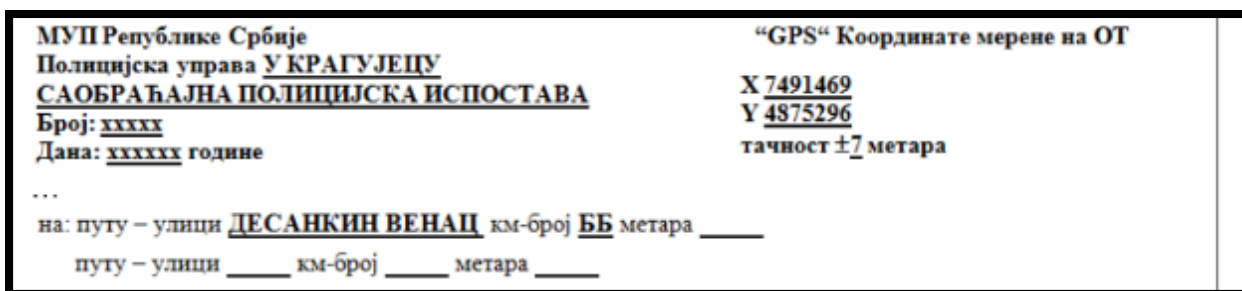 МУП Републике Србије
Полицијска управа У КРАГУЈЕЦУ
САОБРАЋАЈНА ПОЛИЦИЈСКА ИСПОСТАВА
Број: xxxxx
Дана: xxxxxx године
“GPS“ Координате мерене на ОТ
X 7491469
Y 4875296
тачност ±7 метара
...
на: путу – улици ДЕСАНКИН ВЕНАЦ км-број ББ метара _____
путу – улици _____ км-број _____ метара _____